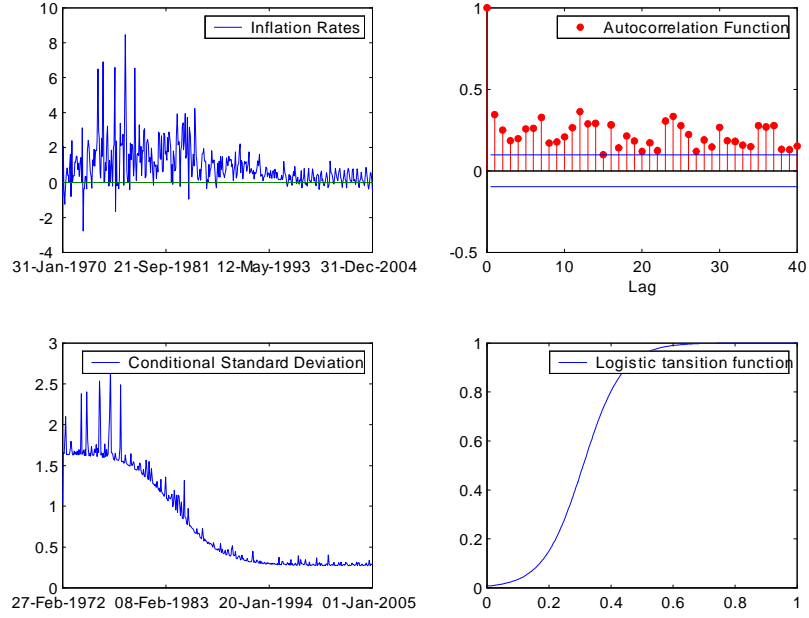 10
8
6
4
2
0
-2
-4
Inflation Rates
31-Jan-1970 21-Sep-1981 12-May-1993 31-Dec-2004
1
0.5
0
-0.5
Autocorrelation Function
0 10 20 30 40
Lag
3
2.5
2
1.5
1
0.5
0
Conditional Standard Deviation
27-Feb-1972 08-Feb-1983 20-Jan-1994 01-Jan-2005
1
0.8
0.6
0.4
0.2
0
Logistic tansition function
0 0.2 0.4 0.6 0.8 1